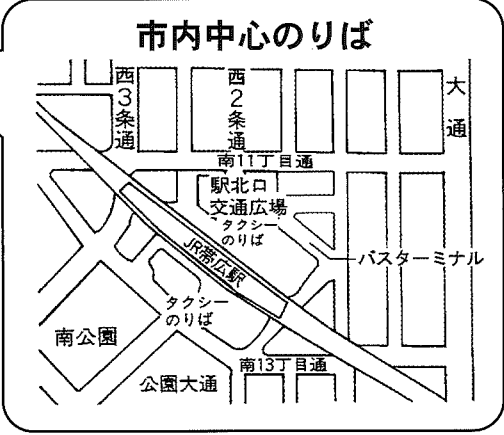 市内中心のりば
西3条通
西2条通
大通
南11丁目通
駅北口
交通広場
タクシー
のりば
バスターミナル
JR帯広駅
タクシー
のりば
南公園
南13丁目通
公園大通